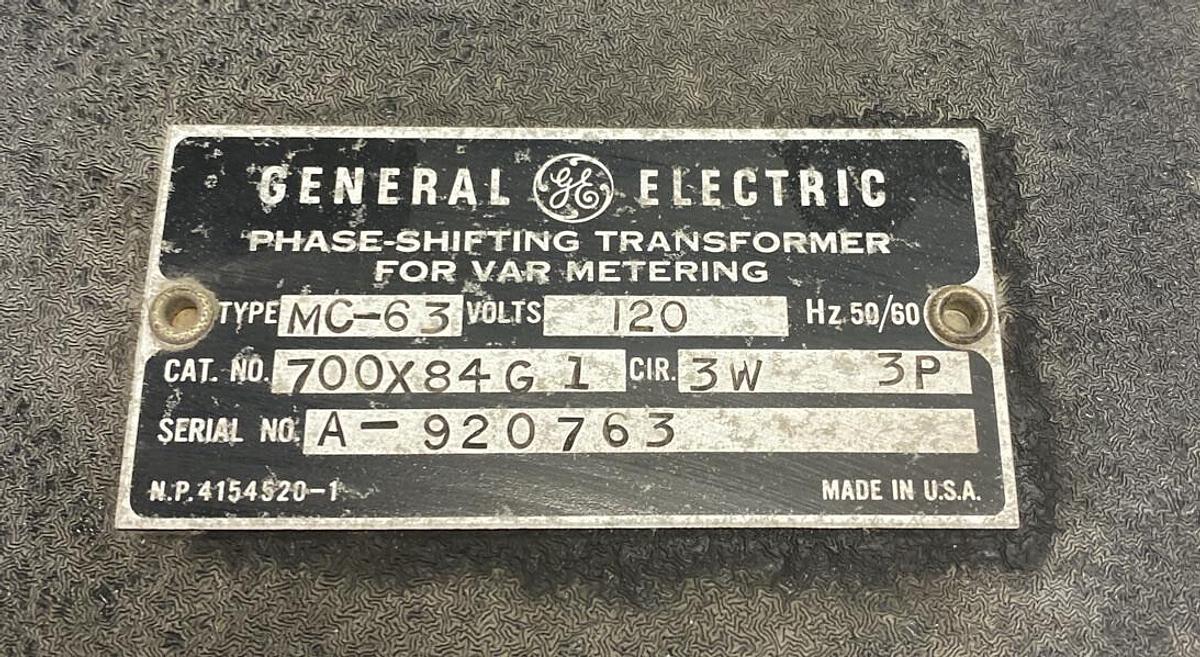 GENERAL GE ELECTRIC
PHASE-SHIFTING TRANSFORMER
FOR VAR METERING
TYPE MC-63 VOLTS 120 Hz 50/60
CAT. NO. 700X84G1 CIR. 3W 3P
SERIAL NO. A-920763
N.P. 4154520-1 MADE IN U.S.A.